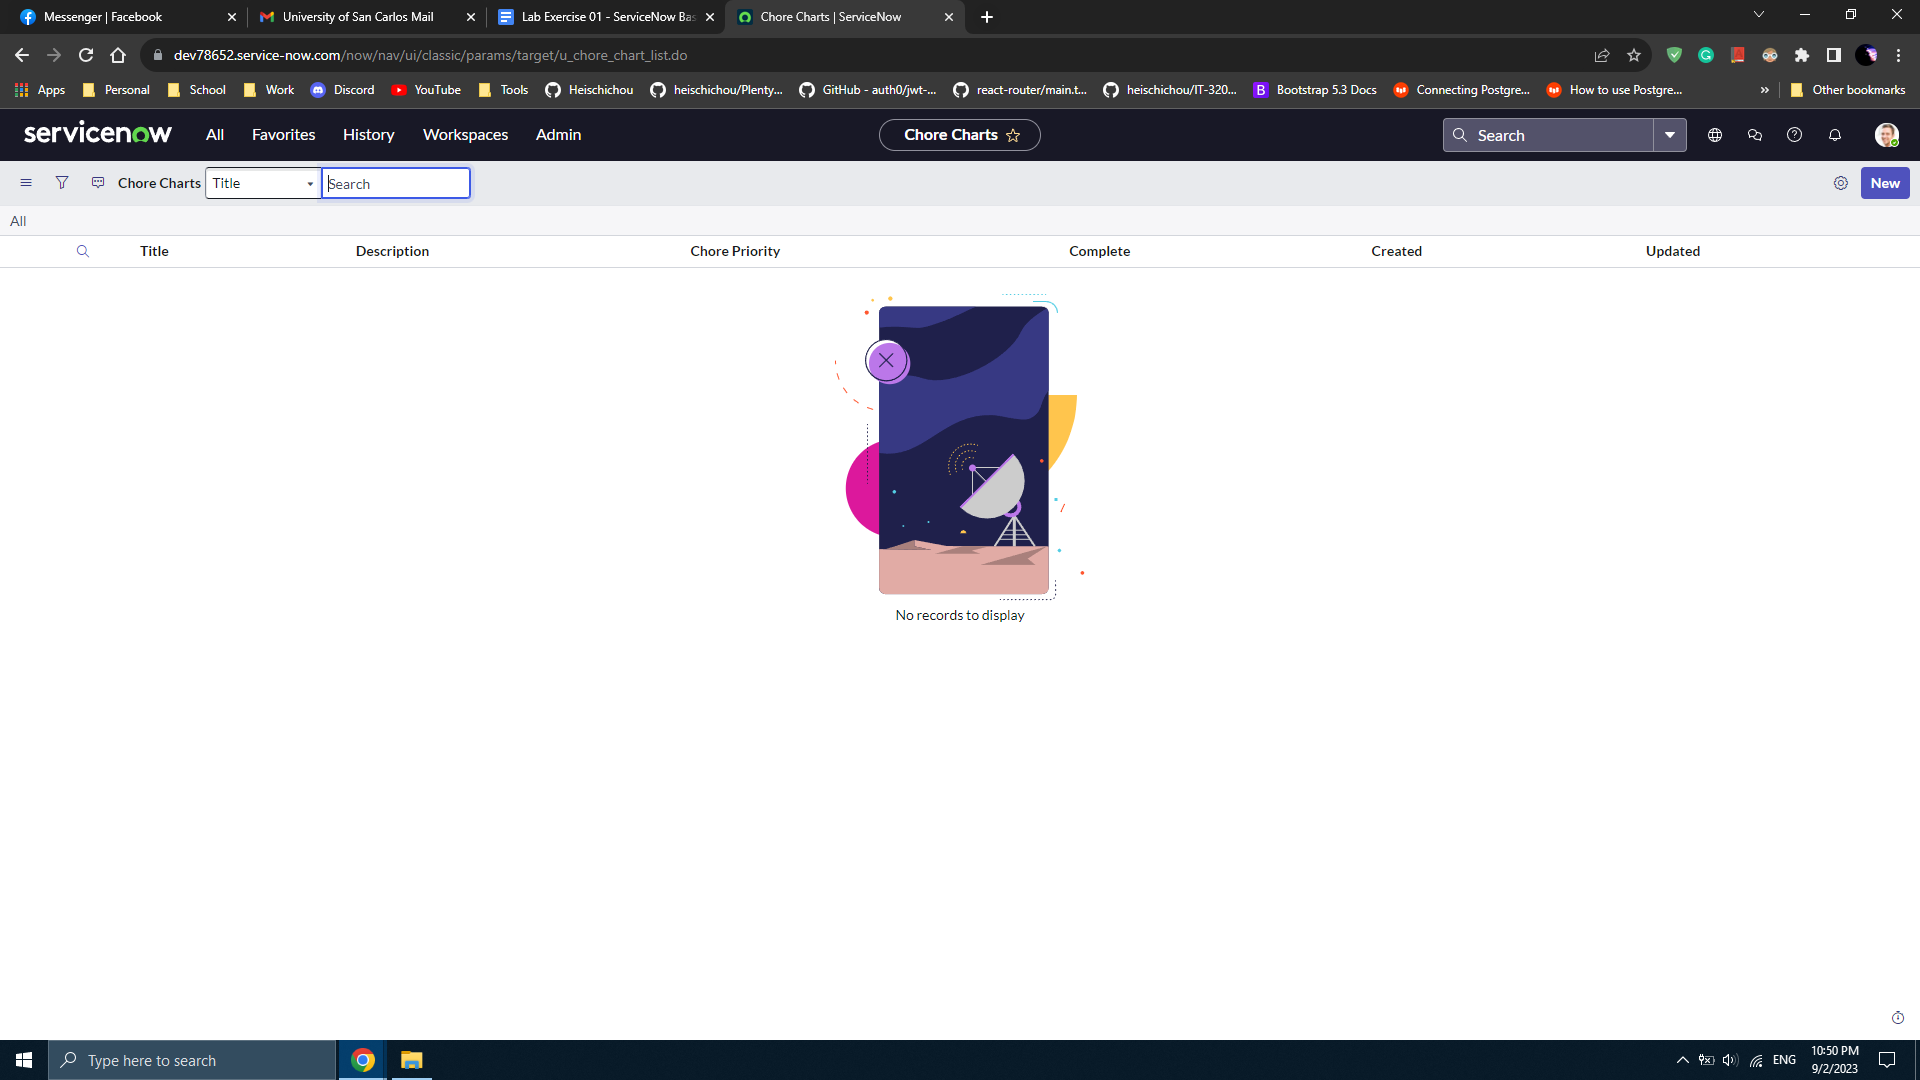 Messenger | Facebook
University of San Carlos Mail
Lab Exercise 01 - ServiceNow Bas
Chore Charts | ServiceNow
dev78652.service-now.com/now/nav/ui/classic/params/target/u_chore_chart_list.do
Apps
Personal
School
Work
Discord
YouTube
Tools
Heischichou
heischichou/Plenty...
GitHub - auth0/jwt-...
react-router/main.t...
heischichou/IT-320...
Bootstrap 5.3 Docs
Connecting Postgre...
How to use Postgre...
»
Other bookmarks
servicenow
All
Favorites
History
Workspaces
Admin
Chore Charts
Search
Chore Charts
Title
Search
New
All
Title
Description
Chore Priority
Complete
Created
Updated
No records to display
Type here to search
ENG
10:50 PM
9/2/2023